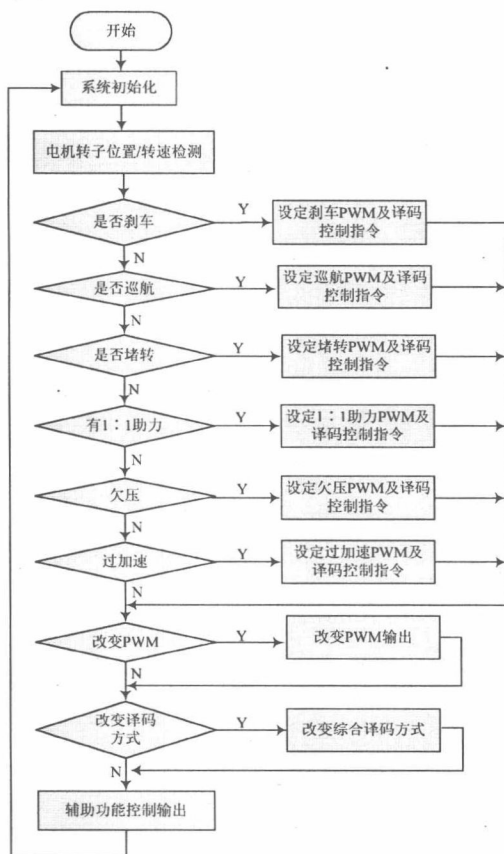 开始
系统初始化
电机转子位置/转速检测
是否刹车
Y
设定刹车PWM及译码
控制指令
N
是否巡航
Y
设定巡航PWM及译码
控制指令
N
是否堵转
Y
设定堵转PWM及译码
控制指令
N
有1：1助力
Y
设定1：1助力PWM及
译码控制指令
N
欠压
Y
设定欠压PWM及译码
控制指令
N
过加速
Y
设定过加速PWM及
译码控制指令
N
改变PWM
Y
改变PWM输出
N
改变译码
方式
Y
改变综合译码方式
N
辅助功能控制输出